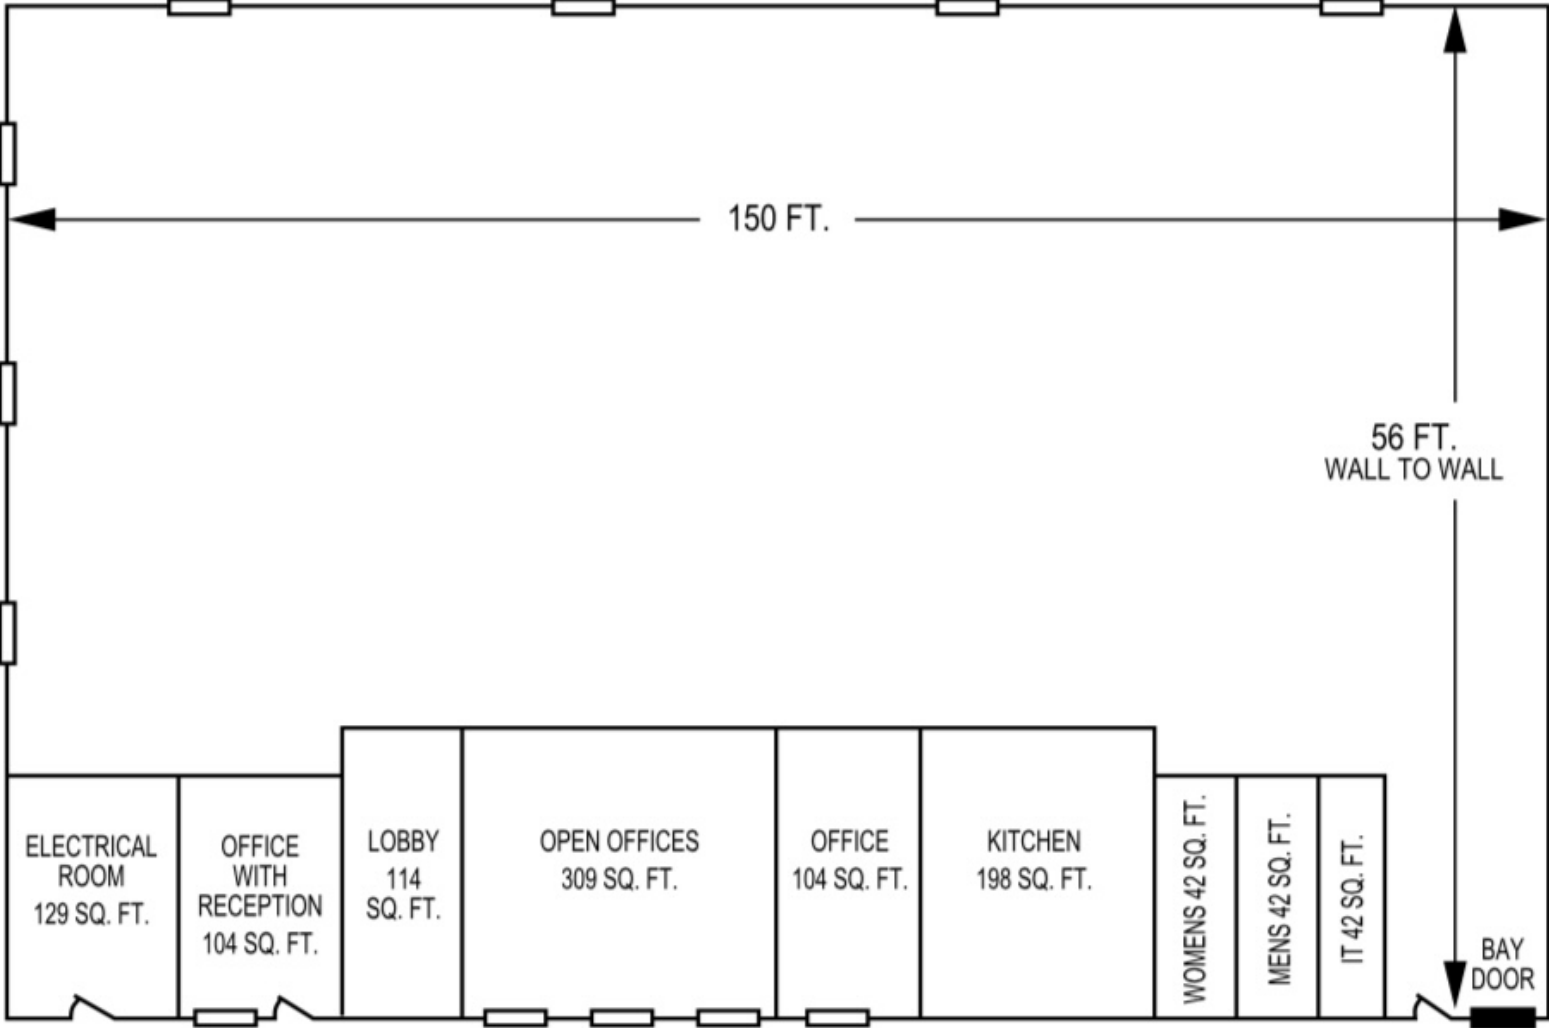 150 FT.
56 FT.
WALL TO WALL
ELECTRICAL
ROOM
129 SQ. FT.
OFFICE
WITH
RECEPTION
104 SQ. FT.
LOBBY
114
SQ. FT.
OPEN OFFICES
309 SQ. FT.
OFFICE
104 SQ. FT.
KITCHEN
198 SQ. FT.
WOMENS 42 SQ. FT.
MENS 42 SQ. FT.
IT 42 SQ. FT.
BAY
DOOR